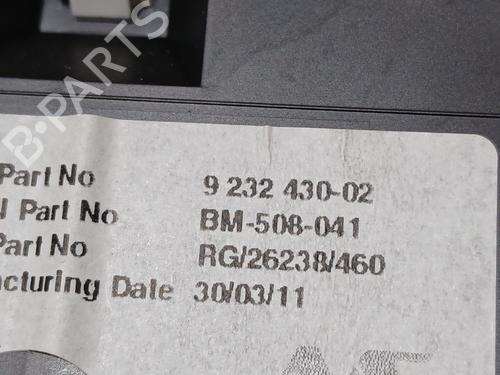 B-PARTS
Part No 9 232 430-02
l Part No BM-508-041
Part No RG/26238/460
acturing Date 30/03/11